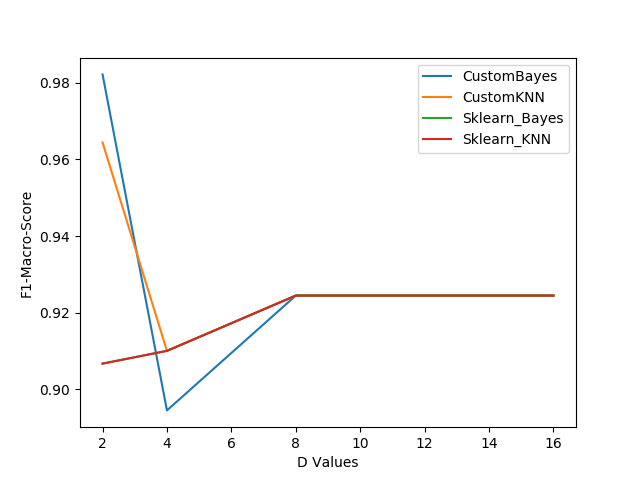 0.98
0.96
0.94
0.92
0.90
F1-Macro-Score
CustomBayes
CustomKNN
Sklearn_Bayes
Sklearn_KNN
2 4 6 8 10 12 14 16
D Values